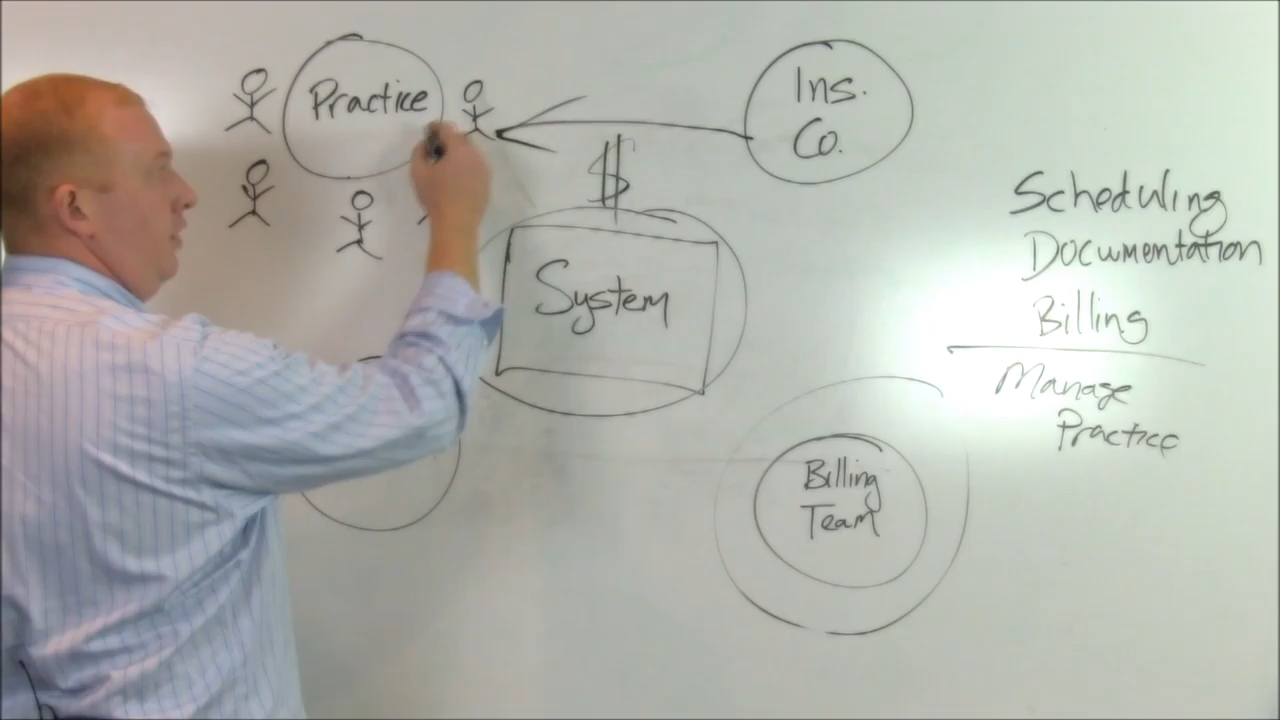 Practice
Ins.
Co.
$
System
Billing
Team
Scheduling
Documentation
Billing
Manage
Practice